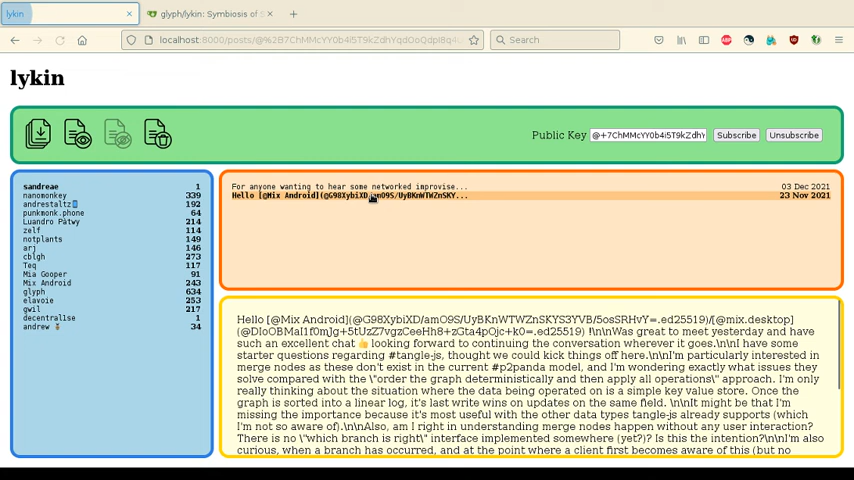 lykin
glyph/lykin: Symbiosis of
localhost:8000/posts/@%2B7ChMMcYY0b4i5T9kZdhYqdOoQdpI8q4
Search
lykin
Public Key @+7ChMMcYY0b4i5T9kZdhY Subscribe Unsubscribe
sandreae 1
nanomonkey 339
andrestaltz 192
punkmonk.phone 64
Luandro Pàtwy 214
zelf 114
notplants 149
arj 146
cblgh 273
Teq 117
Mia Gooper 91
Mix Android 243
glyph 634
elavoie 253
gwil 217
decentral1se 1
andrew 34
For anyone wanting to hear some networked improvise... 03 Dec 2021
Hello [@Mix Android](@G98XybiXD/amO9S/UyBKnWTWZnSKY... 23 Nov 2021
Hello [@Mix Android](@G98XybiXD/amO9S/UyBKnWTWZnSKYS3YVB/5osSRHvY=.ed25519)/[@mix.desktop]
(@DIoOBMaI1f0mJg+5tUzZ7vgzCeeHh8+zGta4pOjc+k0=.ed25519) !\n\nWas great to meet yesterday and have
such an excellent chat 👍 looking forward to continuing the conversation wherever it goes.\n\nI have some
starter questions regarding #tangle-js, thought we could kick things off here.\n\nI'm particularly interested in
merge nodes as these don't exist in the current #p2panda model, and I'm wondering exactly what issues they
solve compared with the \"order the graph deterministically and then apply all operations\" approach. I'm only
really thinking about the situation where the data being operated on is a simple key value store. Once the
graph is sorted into a linear log, it's last write wins on updates on the same field. \n\nIt might be that I'm
missing the importance because it's most useful with the other data types tangle-js already supports (which
I'm not so aware of).\n\nAlso, am I right in understanding merge nodes happen without any user interaction?
There is no \"which branch is right\" interface implemented somewhere (yet?)? Is this the intention?\n\nI'm also
curious, when a branch has occurred, and at the point where a client first becomes aware of this (but no